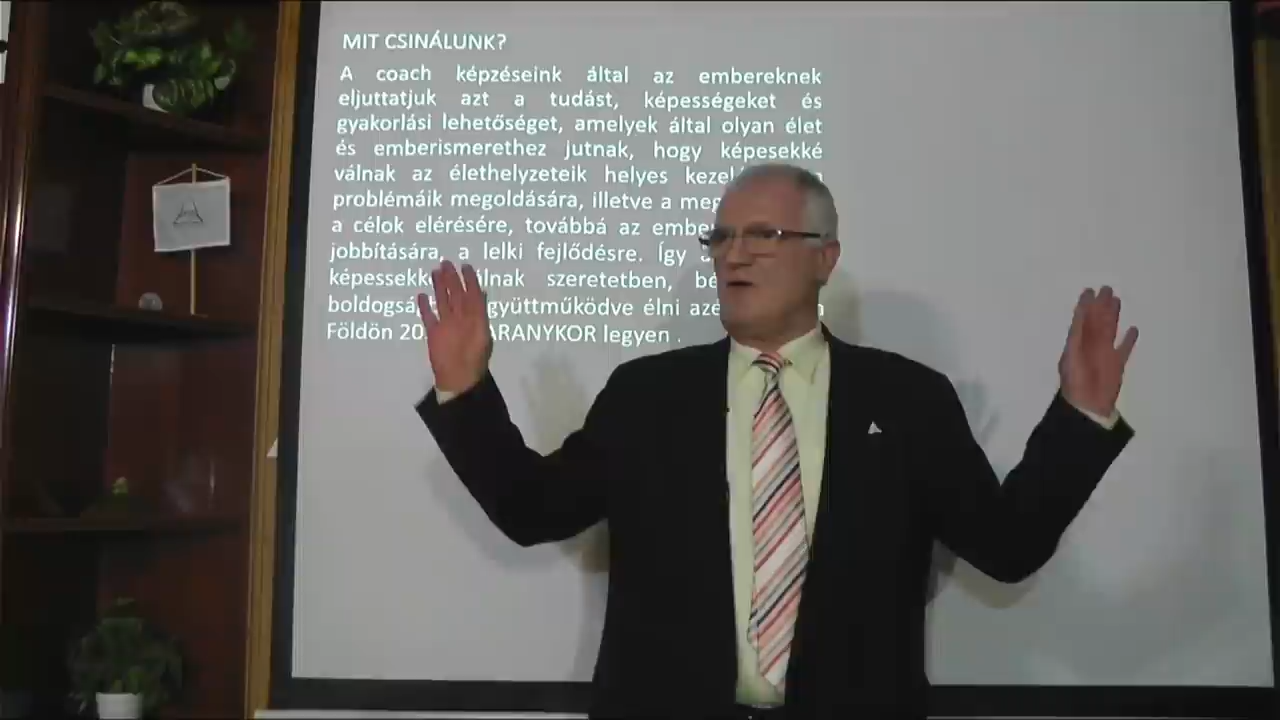 MIT CSINÁLUNK?
A coach képzéseink által az embereknek
eljuttatjuk azt a tudást, képességeket és
gyakorlási lehetőséget, amelyek által olyan élet
és emberismerethez jutnak, hogy képesekké
válnak az élethelyzeteik helyes
problémáik megoldására, illetve a
a célok elérésére, továbbá az
jobbítására, a lelki fejlődésre. Így
szeretetben,
élni
Földön ARANYKOR legyen .